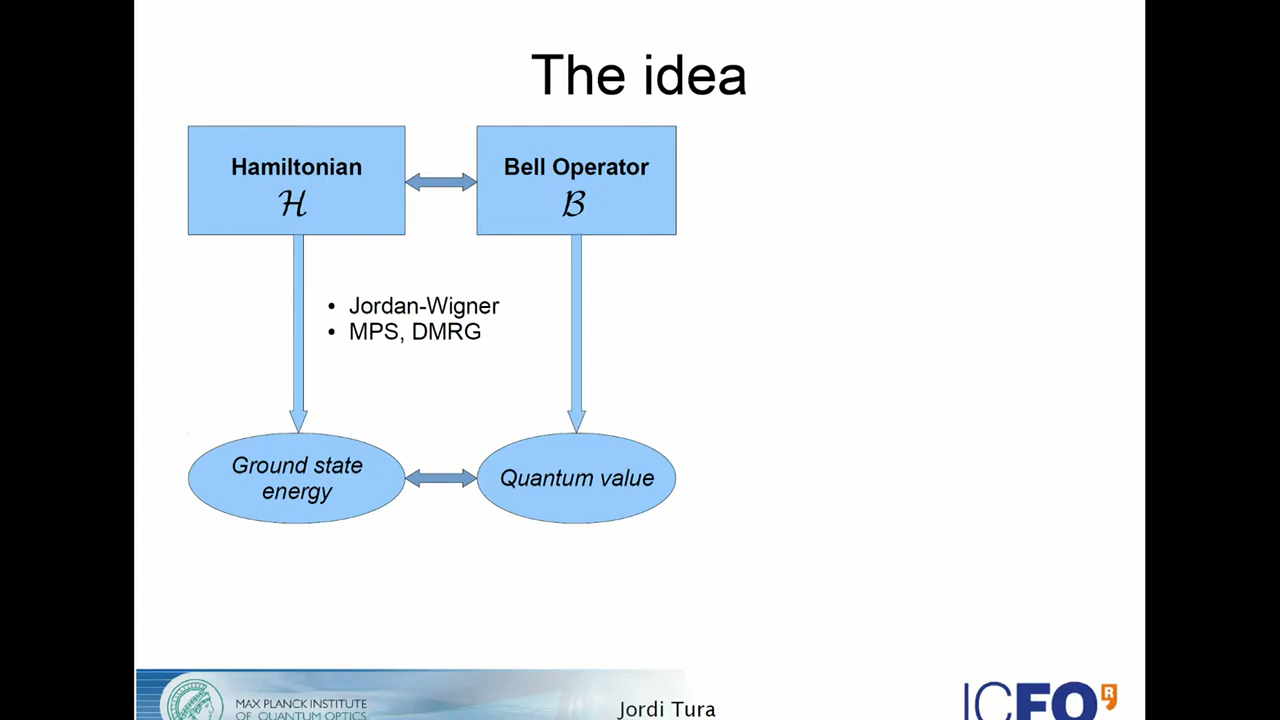 The idea
Hamiltonian
ℋ
Bell Operator
ℬ
• Jordan-Wigner
• MPS, DMRG
Ground state
energy
Quantum value
MAX PLANCK INSTITUTE
OF QUANTUM OPTICS
Jordi Tura
ICFO
R